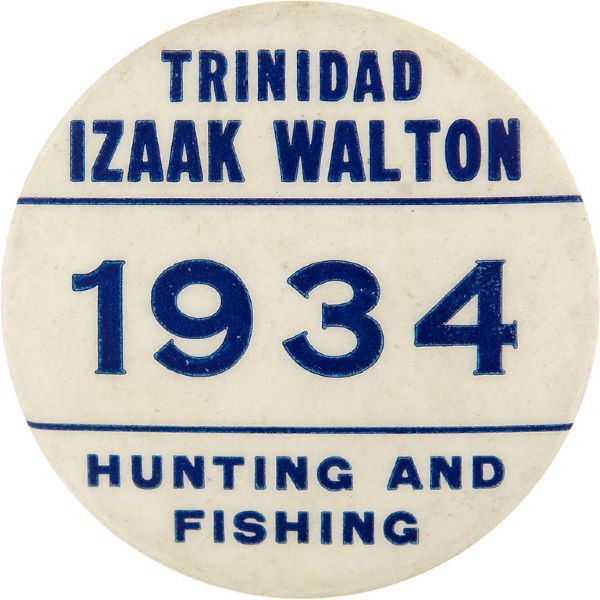 TRINIDAD
IZAAK WALTON
1934
HUNTING AND
FISHING